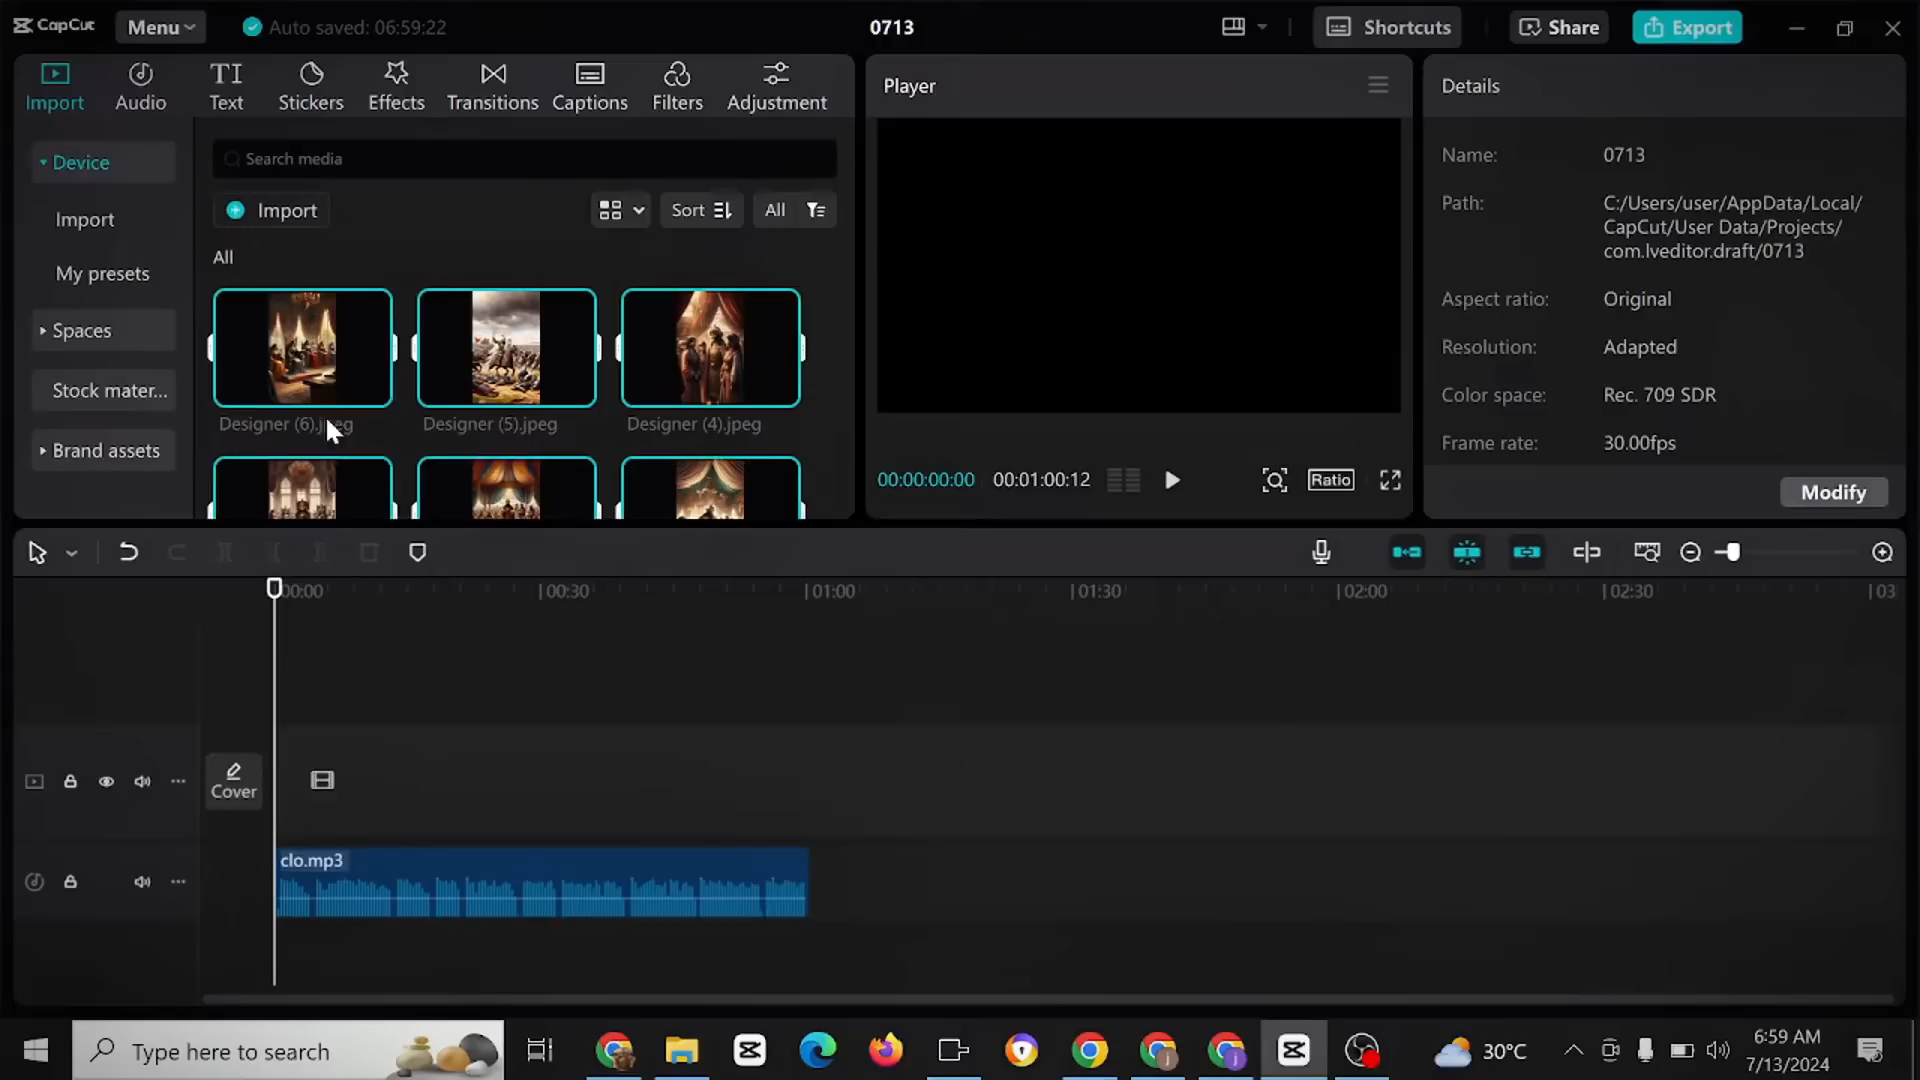 CapCut
Menu
Auto saved: 06:59:22
0713
Shortcuts
Share
Export
Import
Audio
TI
Text
Stickers
Effects
Transitions
Captions
Filters
Adjustment
Device
Import
My presets
Spaces
Stock mater...
Brand assets
Search media
Import
Sort
All
All
Designer (6).jpeg
Designer (5).jpeg
Designer (4).jpeg
Player
00:00:00:00
00:01:00:12
Ratio
Details
Name:
0713
Path:
C:/Users/user/AppData/Local/
CapCut/User Data/Projects/
com.lveditor.draft/0713
Aspect ratio:
Original
Resolution:
Adapted
Color space:
Rec. 709 SDR
Frame rate:
30.00fps
Modify
00:00
00:30
01:00
01:30
02:00
02:30
03
Cover
clo.mp3
Type here to search
30°C
6:59 AM
7/13/2024